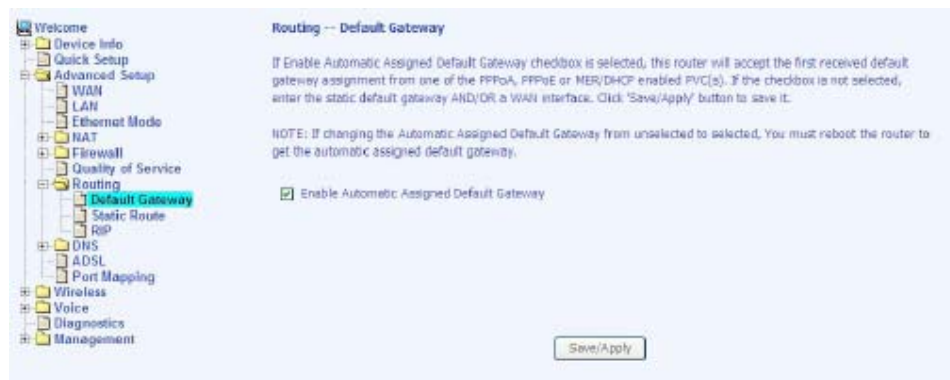 Welcome
Device Info
Quick Setup
Advanced Setup
WAN
LAN
Ethernet Mode
NAT
Firewall
Quality of Service
Routing
Default Gateway
Static Route
RIP
DNS
ADSL
Port Mapping
Wireless
Voice
Diagnostics
Management
Routing -- Default Gateway
If Enable Automatic Assigned Default Gateway checkbox is selected, this router will accept the first received default
gateway assignment from one of the PPPoA, PPPoE or MER/DHCP enabled PVC(s). If the checkbox is not selected,
enter the static default gateway AND/OR a WAN interface. Click 'Save/Apply' button to save it.
NOTE: If changing the Automatic Assigned Default Gateway from unselected to selected, You must reboot the router to
get the automatic assigned default gateway.
Enable Automatic Assigned Default Gateway
Save/Apply